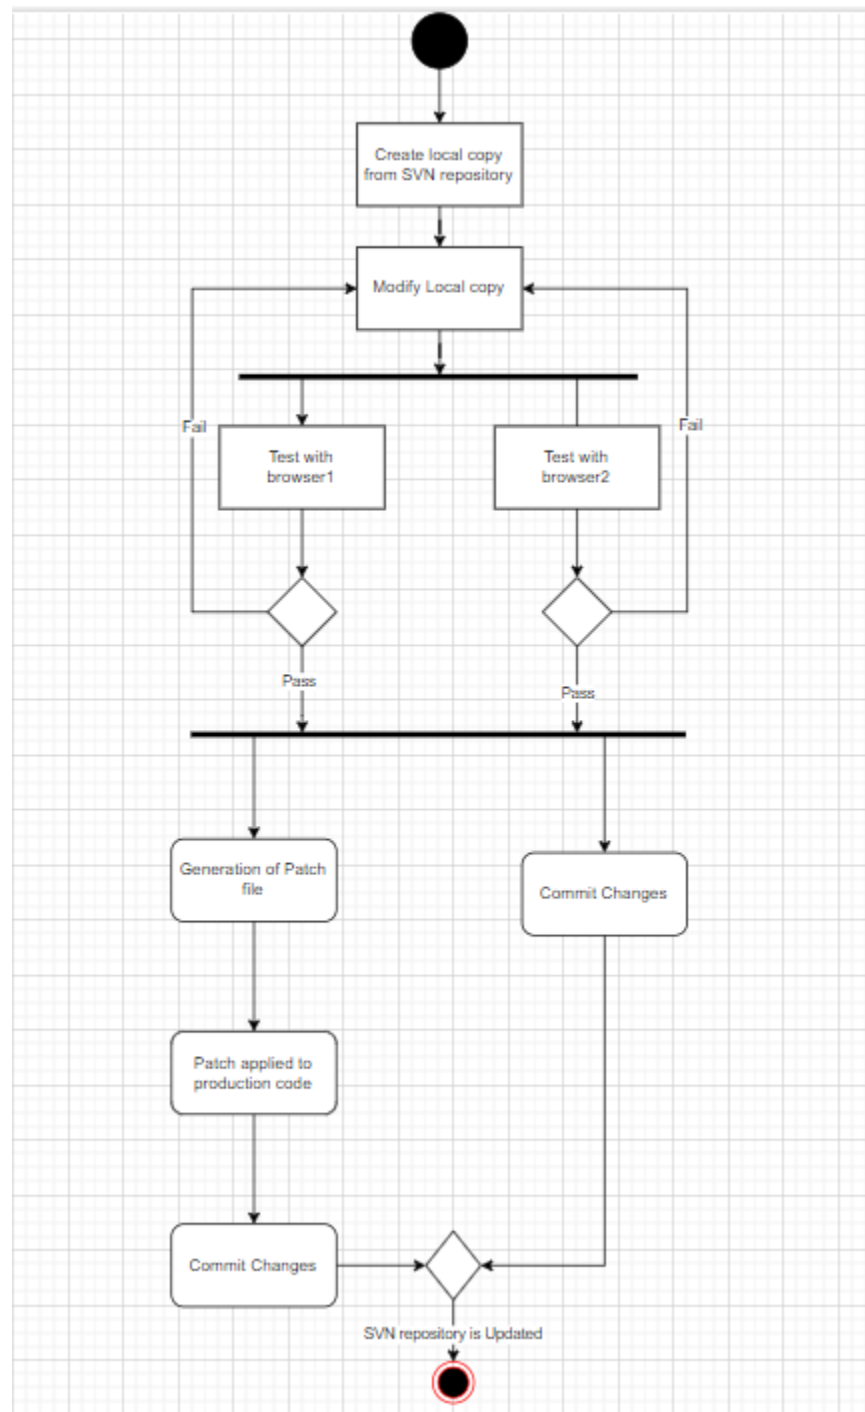 Create local copy
from SVN repository
Modify Local copy
Fail
Fail
Test with
browser1
Test with
browser2
Pass
Pass
Generation of Patch
file
Commit Changes
Patch applied to
production code
Commit Changes
SVN repository is Updated